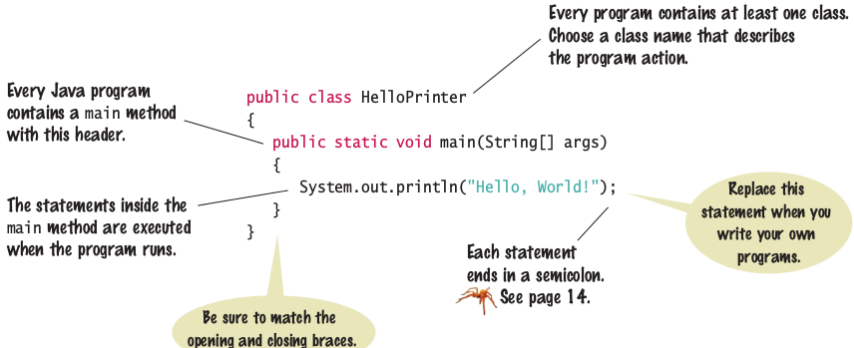 Every program contains at least one class.
Choose a class name that describes
the program action.
Every Java program
contains a main method
with this header.
public class HelloPrinter
{
public static void main(String[] args)
{
System.out.println("Hello, World!");
}
}
The statements inside the
main method are executed
when the program runs.
Each statement
ends in a semicolon.
See page 14.
Replace this
statement when you
write your own
programs.
Be sure to match the
opening and closing braces.